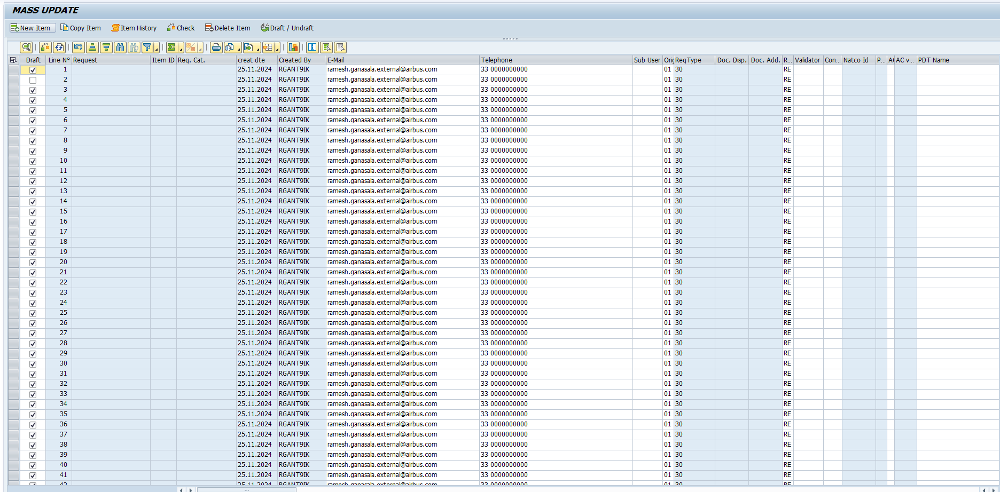 MASS UPDATE
New Item Copy Item Item History Check Delete Item Draft / Undraft
Draft Line N° Request Item ID Req. Cat. creat dte Created By E-Mail Telephone Sub User Orig ReqType Doc. Disp. Doc. Add. R... Validator Con... Natco Id P... AC AC v... PDT Name
1 25.11.2024 RGANT9IK ramesh.ganasala.external@airbus.com 33 0000000000 01 30 RE
2 25.11.2024 RGANT9IK ramesh.ganasala.external@airbus.com 33 0000000000 01 30 RE
3 25.11.2024 RGANT9IK ramesh.ganasala.external@airbus.com 33 0000000000 01 30 RE
4 25.11.2024 RGANT9IK ramesh.ganasala.external@airbus.com 33 0000000000 01 30 RE
5 25.11.2024 RGANT9IK ramesh.ganasala.external@airbus.com 33 0000000000 01 30 RE
6 25.11.2024 RGANT9IK ramesh.ganasala.external@airbus.com 33 0000000000 01 30 RE
7 25.11.2024 RGANT9IK ramesh.ganasala.external@airbus.com 33 0000000000 01 30 RE
8 25.11.2024 RGANT9IK ramesh.ganasala.external@airbus.com 33 0000000000 01 30 RE
9 25.11.2024 RGANT9IK ramesh.ganasala.external@airbus.com 33 0000000000 01 30 RE
10 25.11.2024 RGANT9IK ramesh.ganasala.external@airbus.com 33 0000000000 01 30 RE
11 25.11.2024 RGANT9IK ramesh.ganasala.external@airbus.com 33 0000000000 01 30 RE
12 25.11.2024 RGANT9IK ramesh.ganasala.external@airbus.com 33 0000000000 01 30 RE
13 25.11.2024 RGANT9IK ramesh.ganasala.external@airbus.com 33 0000000000 01 30 RE
14 25.11.2024 RGANT9IK ramesh.ganasala.external@airbus.com 33 0000000000 01 30 RE
15 25.11.2024 RGANT9IK ramesh.ganasala.external@airbus.com 33 0000000000 01 30 RE
16 25.11.2024 RGANT9IK ramesh.ganasala.external@airbus.com 33 0000000000 01 30 RE
17 25.11.2024 RGANT9IK ramesh.ganasala.external@airbus.com 33 0000000000 01 30 RE
18 25.11.2024 RGANT9IK ramesh.ganasala.external@airbus.com 33 0000000000 01 30 RE
19 25.11.2024 RGANT9IK ramesh.ganasala.external@airbus.com 33 0000000000 01 30 RE
20 25.11.2024 RGANT9IK ramesh.ganasala.external@airbus.com 33 0000000000 01 30 RE
21 25.11.2024 RGANT9IK ramesh.ganasala.external@airbus.com 33 0000000000 01 30 RE
22 25.11.2024 RGANT9IK ramesh.ganasala.external@airbus.com 33 0000000000 01 30 RE
23 25.11.2024 RGANT9IK ramesh.ganasala.external@airbus.com 33 0000000000 01 30 RE
24 25.11.2024 RGANT9IK ramesh.ganasala.external@airbus.com 33 0000000000 01 30 RE
25 25.11.2024 RGANT9IK ramesh.ganasala.external@airbus.com 33 0000000000 01 30 RE
26 25.11.2024 RGANT9IK ramesh.ganasala.external@airbus.com 33 0000000000 01 30 RE
27 25.11.2024 RGANT9IK ramesh.ganasala.external@airbus.com 33 0000000000 01 30 RE
28 25.11.2024 RGANT9IK ramesh.ganasala.external@airbus.com 33 0000000000 01 30 RE
29 25.11.2024 RGANT9IK ramesh.ganasala.external@airbus.com 33 0000000000 01 30 RE
30 25.11.2024 RGANT9IK ramesh.ganasala.external@airbus.com 33 0000000000 01 30 RE
31 25.11.2024 RGANT9IK ramesh.ganasala.external@airbus.com 33 0000000000 01 30 RE
32 25.11.2024 RGANT9IK ramesh.ganasala.external@airbus.com 33 0000000000 01 30 RE
33 25.11.2024 RGANT9IK ramesh.ganasala.external@airbus.com 33 0000000000 01 30 RE
34 25.11.2024 RGANT9IK ramesh.ganasala.external@airbus.com 33 0000000000 01 30 RE
35 25.11.2024 RGANT9IK ramesh.ganasala.external@airbus.com 33 0000000000 01 30 RE
36 25.11.2024 RGANT9IK ramesh.ganasala.external@airbus.com 33 0000000000 01 30 RE
37 25.11.2024 RGANT9IK ramesh.ganasala.external@airbus.com 33 0000000000 01 30 RE
38 25.11.2024 RGANT9IK ramesh.ganasala.external@airbus.com 33 0000000000 01 30 RE
39 25.11.2024 RGANT9IK ramesh.ganasala.external@airbus.com 33 0000000000 01 30 RE
40 25.11.2024 RGANT9IK ramesh.ganasala.external@airbus.com 33 0000000000 01 30 RE
41 25.11.2024 RGANT9IK ramesh.ganasala.external@airbus.com 33 0000000000 01 30 RE